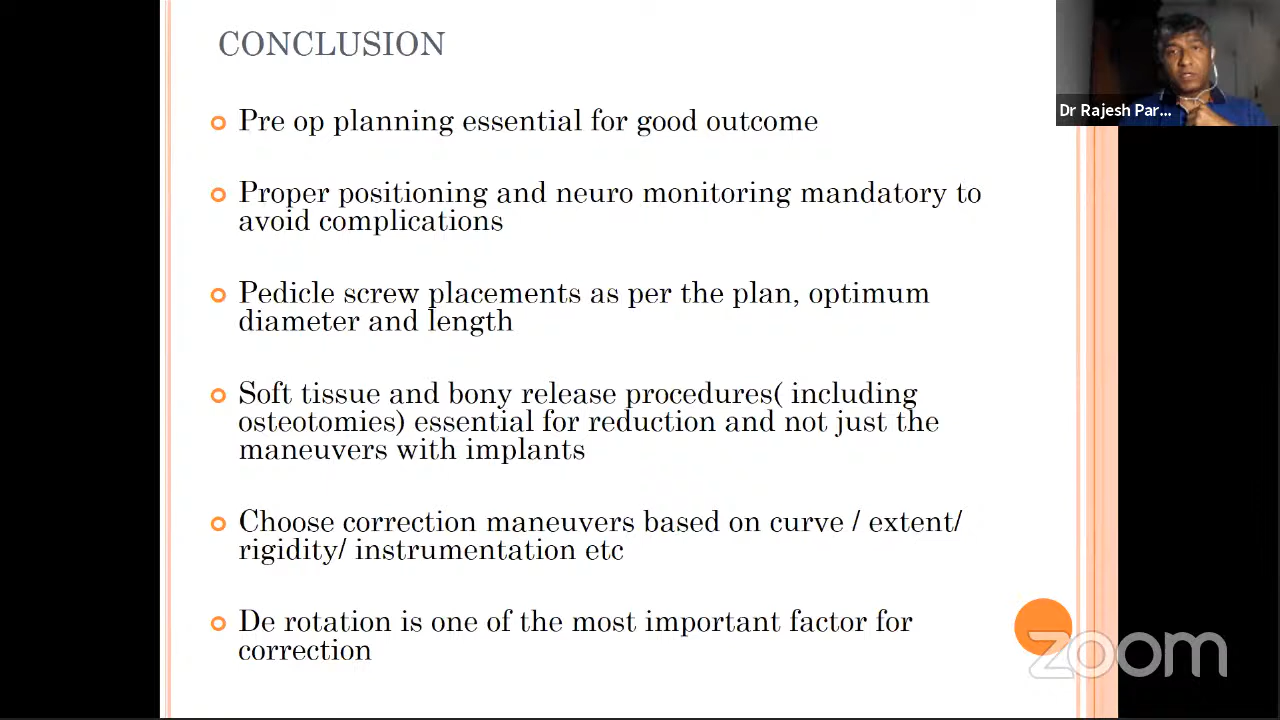 CONCLUSION
Pre op planning essential for good outcome
Proper positioning and neuro monitoring mandatory to
avoid complications
Pedicle screw placements as per the plan, optimum
diameter and length
Soft tissue and bony release procedures( including
osteotomies) essential for reduction and not just the
maneuvers with implants
Choose correction maneuvers based on curve / extent/
rigidity/ instrumentation etc
De rotation is one of the most important factor for
correction
Dr Rajesh Par...
zoom